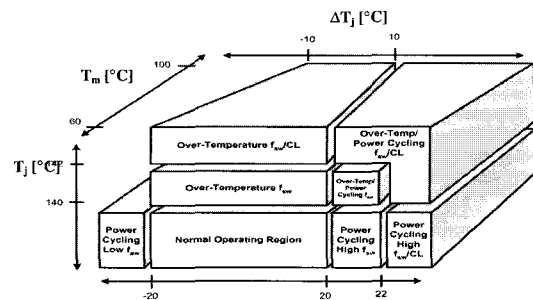 ΔTj [°C]
-10
10
100
Tm [°C]
60
Over-Temperature fsw/CL
Over-Temp/
Power Cycling
fsw/CL
Tj [°C]
Over-Temperature fsw
Over-Temp/
Power
Cycling fsw
140
Power
Cycling
Low fsw
Normal Operating Region
Power
Cycling
High fsw
Power
Cycling
High
fsw/CL
-20
20
22